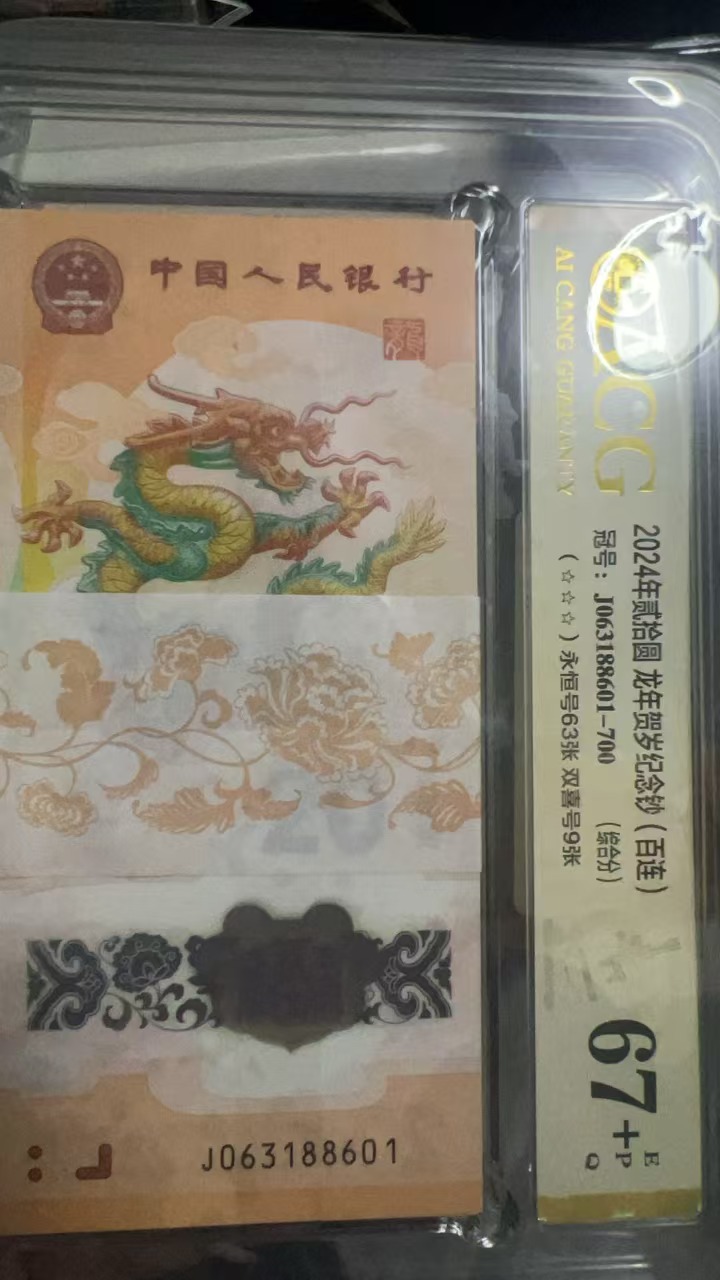 中国人民银行
J063188601
ACG
AI CANG GUARANTY
2024年贰拾圆 龙年贺岁纪念钞(百连)
冠号：J063188601-700 (综合分)
(☆☆☆) 永恒号63张 双喜号9张
67+
EPQ